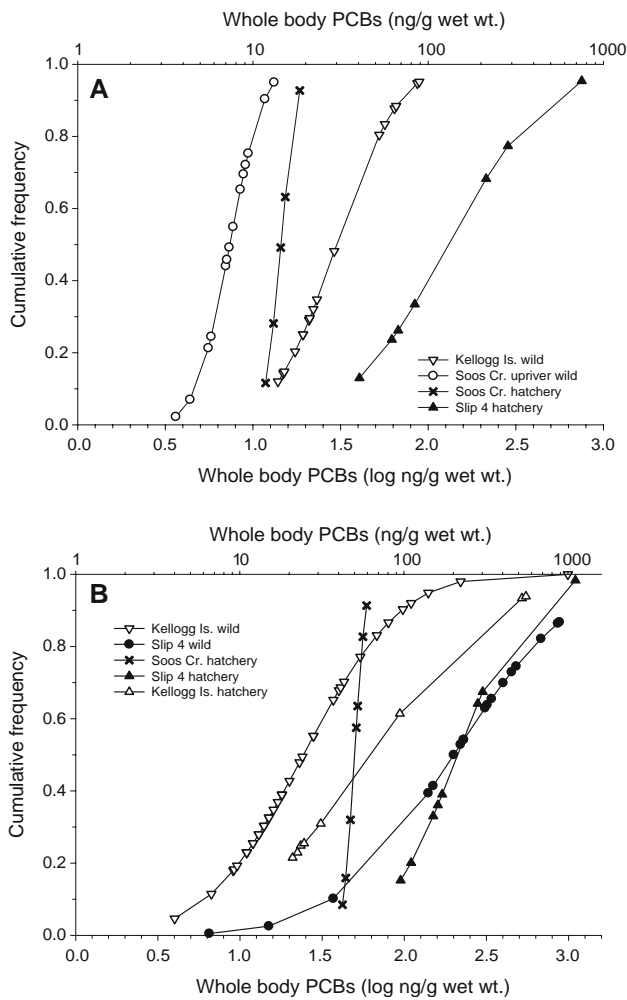 Whole body PCBs (ng/g wet wt.)
1 10 100 1000
A
1.0
0.8
0.6
0.4
0.2
0.0
Cumulative frequency
Kellogg Is. wild
Soos Cr. upriver wild
Soos Cr. hatchery
Slip 4 hatchery
0.0 0.5 1.0 1.5 2.0 2.5 3.0
Whole body PCBs (log ng/g wet wt.)
Whole body PCBs (ng/g wet wt.)
1 10 100 1000
B
1.0
0.8
0.6
0.4
0.2
0.0
Cumulative frequency
Kellogg Is. wild
Slip 4 wild
Soos Cr. hatchery
Slip 4 hatchery
Kellogg Is. hatchery
0.0 0.5 1.0 1.5 2.0 2.5 3.0
Whole body PCBs (log ng/g wet wt.)